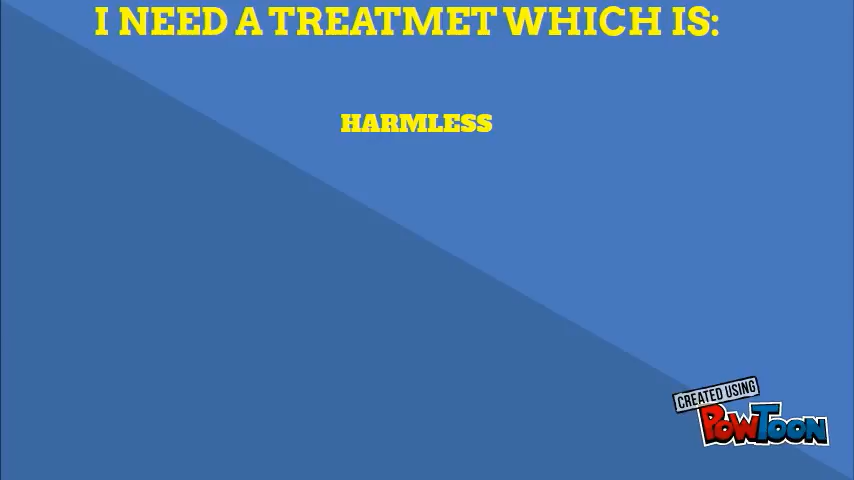 I NEED A TREATMET WHICH IS:
HARMLESS
CREATED USING
POWTOON